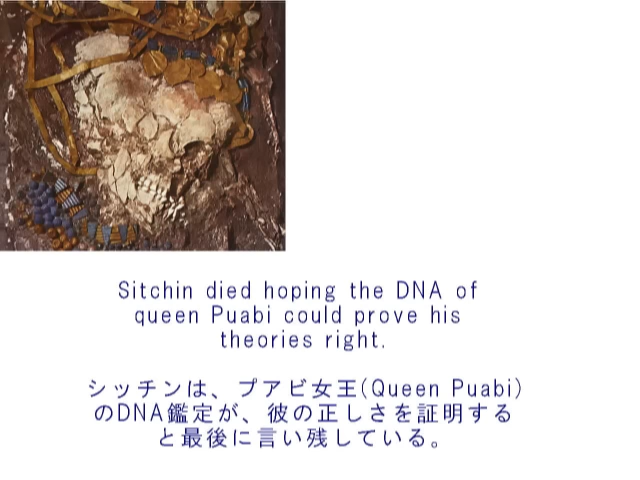 Sitchin died hoping the DNA of
queen Puabi could prove his
theories right.
シッチンは、プアビ女王(Queen Puabi)
のDNA鑑定が、彼の正しさを証明する
と最後に言い残している。